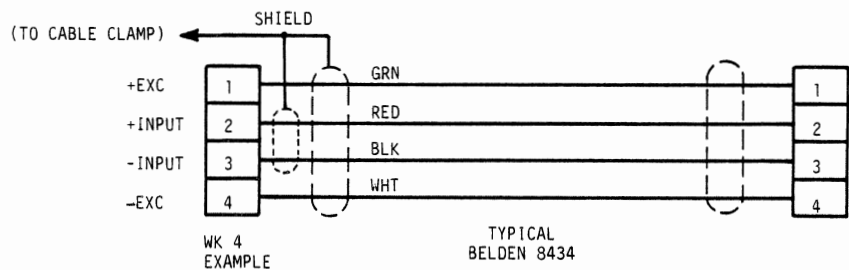 SHIELD
(TO CABLE CLAMP)
GRN
+EXC 1 1
RED
+INPUT 2 2
BLK
-INPUT 3 3
WHT
-EXC 4 4
WK 4
EXAMPLE
TYPICAL
BELDEN 8434